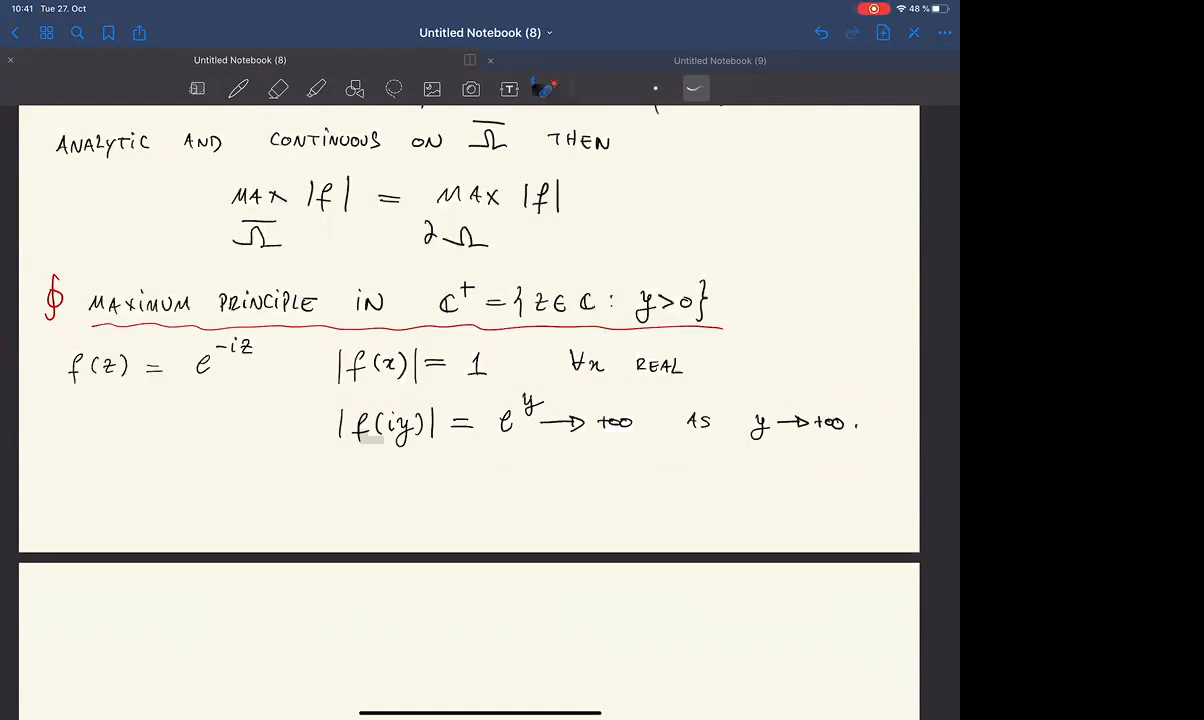 10:41 Tue 27. Oct
48 %
Untitled Notebook (8)
Untitled Notebook (8)
Untitled Notebook (9)
T
ANALYTIC AND CONTINUOUS ON Ω̅ THEN
MAX |f| = MAX |f|
Ω̅ ∂Ω
∮ MAXIMUM PRINCIPLE IN ℂ⁺ = { z ∈ ℂ : y > 0 }
f(z) = e^{-iz} |f(x)| = 1 ∀x REAL
|f(iy)| = e^y → +∞ AS y → +∞.